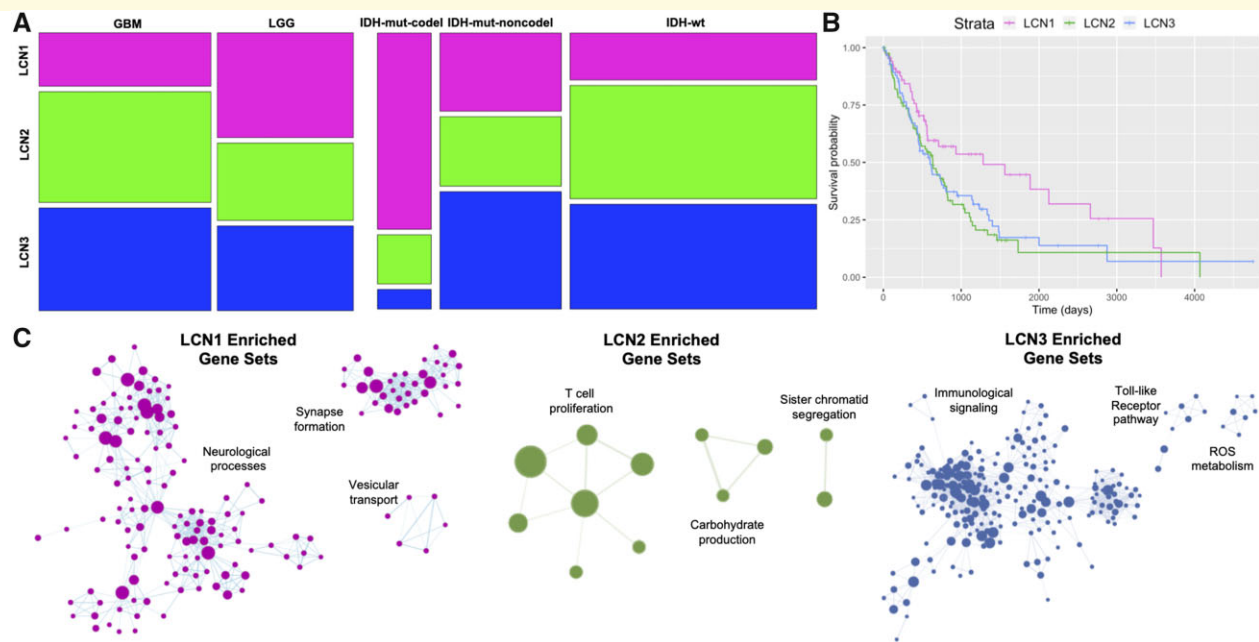 A
GBM
LGG
IDH-mut-codel
IDH-mut-noncodel
IDH-wt
LCN1
LCN2
LCN3
B
Strata
LCN1
LCN2
LCN3
Survival probability
1.00
0.75
0.50
0.25
0.00
0
1000
2000
3000
4000
Time (days)
C
LCN1 Enriched
Gene Sets
Synapse
formation
Neurological
processes
Vesicular
transport
LCN2 Enriched
Gene Sets
T cell
proliferation
Sister chromatid
segregation
Carbohydrate
production
LCN3 Enriched
Gene Sets
Immunological
signaling
Toll-like
Receptor
pathway
ROS
metabolism